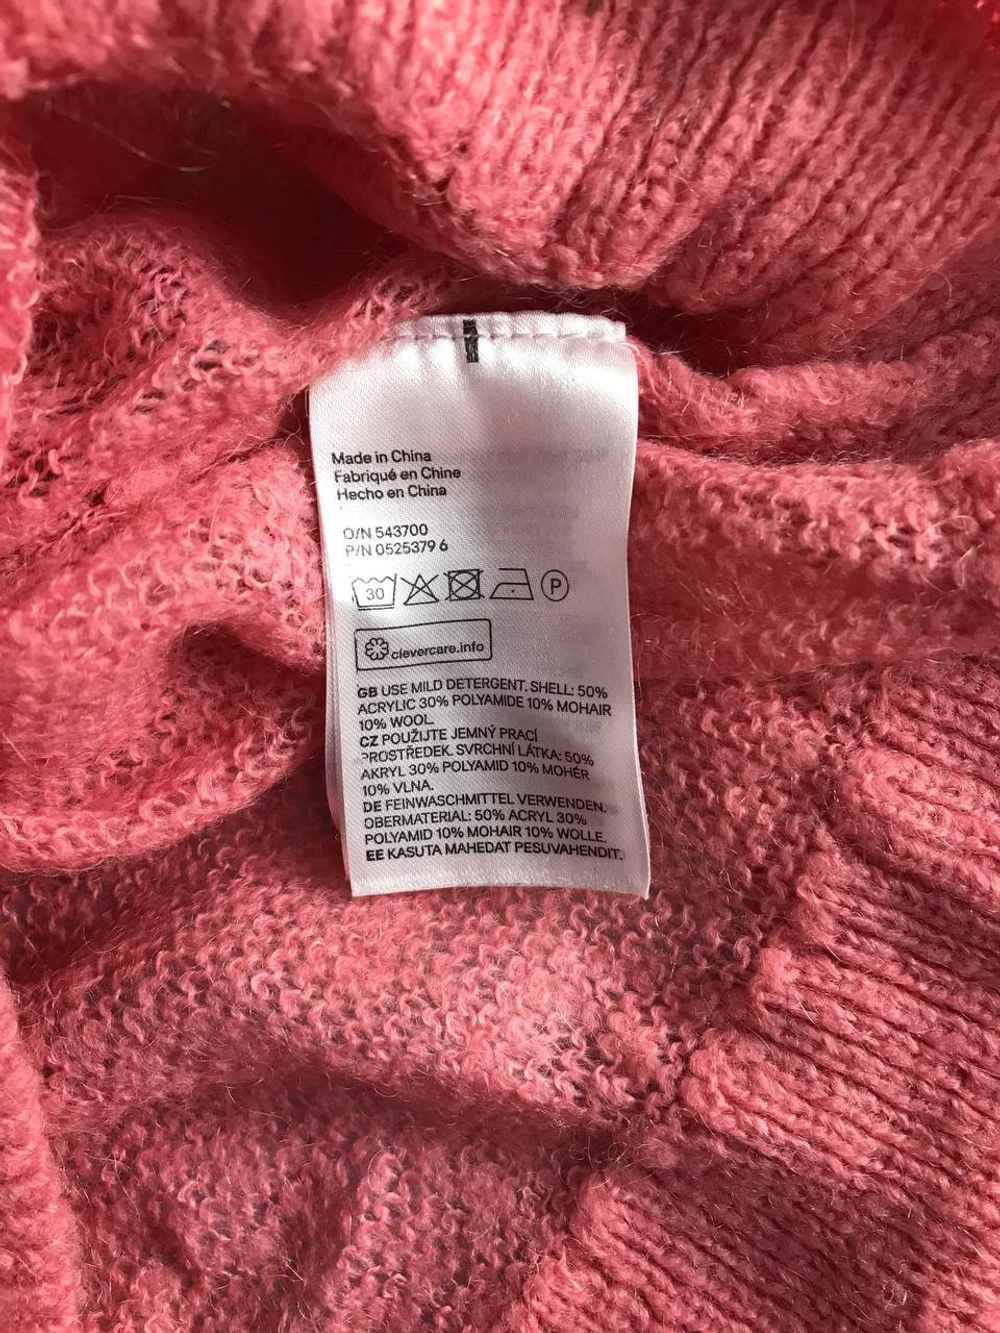 Made in China
Fabriqué en Chine
Hecho en China
O/N 543700
P/N 0525379 6
30 P
clevercare.info
GB USE MILD DETERGENT. SHELL: 50%
ACRYLIC 30% POLYAMIDE 10% MOHAIR
10% WOOL.
CZ POUŽIJTE JEMNÝ PRACÍ
PROSTŘEDEK. SVRCHNÍ LÁTKA: 50%
AKRYL 30% POLYAMID 10% MOHÉR
10% VLNA.
DE FEINWASCHMITTEL VERWENDEN.
OBERMATERIAL: 50% ACRYL 30%
POLYAMID 10% MOHAIR 10% WOLLE.
EE KASUTA MAHEDAT PESUVAHENDIT.